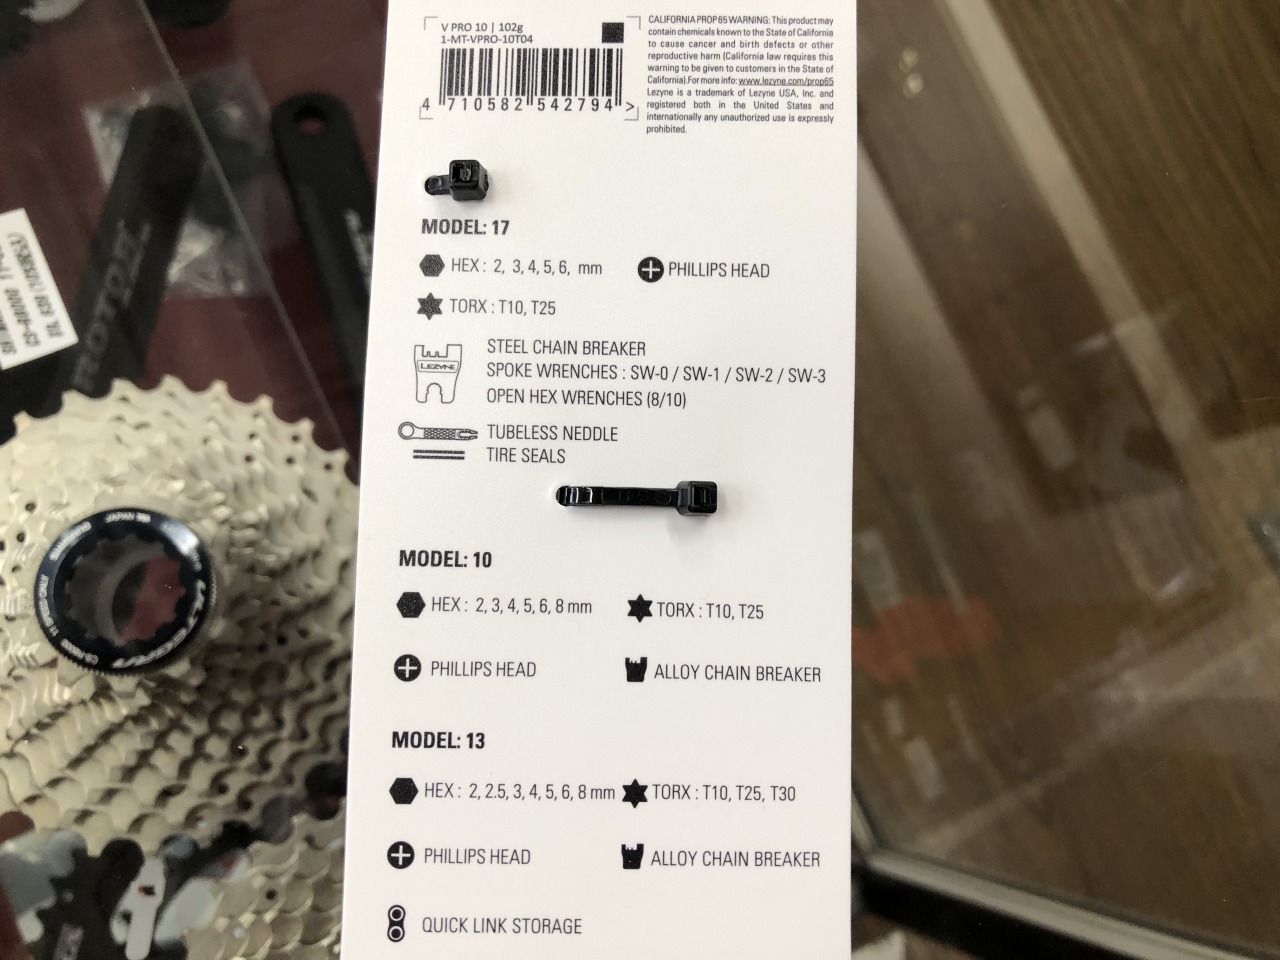 V PRO 10 | 102g
1-MT-VPRO-10T04
4 710582 542794 >
CALIFORNIA PROP 65 WARNING: This product may
contain chemicals known to the State of California
to cause cancer and birth defects or other
reproductive harm (California law requires this
warning to be given to customers in the State of
California).For more info: www.lezyne.com/prop65
Lezyne is a trademark of Lezyne USA, Inc. and
registered both in the United States and
internationally any unauthorized use is expressly
prohibited.
MODEL: 17
HEX : 2, 3, 4, 5, 6, mm
PHILLIPS HEAD
TORX : T10, T25
LEZYNE
STEEL CHAIN BREAKER
SPOKE WRENCHES : SW-0 / SW-1 / SW-2 / SW-3
OPEN HEX WRENCHES (8/10)
TUBELESS NEDDLE
TIRE SEALS
MODEL: 10
HEX : 2, 3, 4, 5, 6, 8 mm
TORX : T10, T25
PHILLIPS HEAD
ALLOY CHAIN BREAKER
MODEL: 13
HEX : 2, 2.5, 3, 4, 5, 6, 8 mm
TORX : T10, T25, T30
PHILLIPS HEAD
ALLOY CHAIN BREAKER
QUICK LINK STORAGE
ROTOR
CS-R8000
SHIMANO
JAPAN
ULTEGRA
CS-R8000